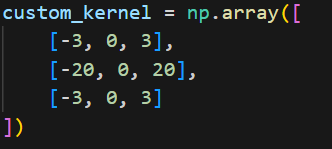 custom_kernel = np.array([
    [-3, 0, 3],
    [-20, 0, 20],
    [-3, 0, 3]
])